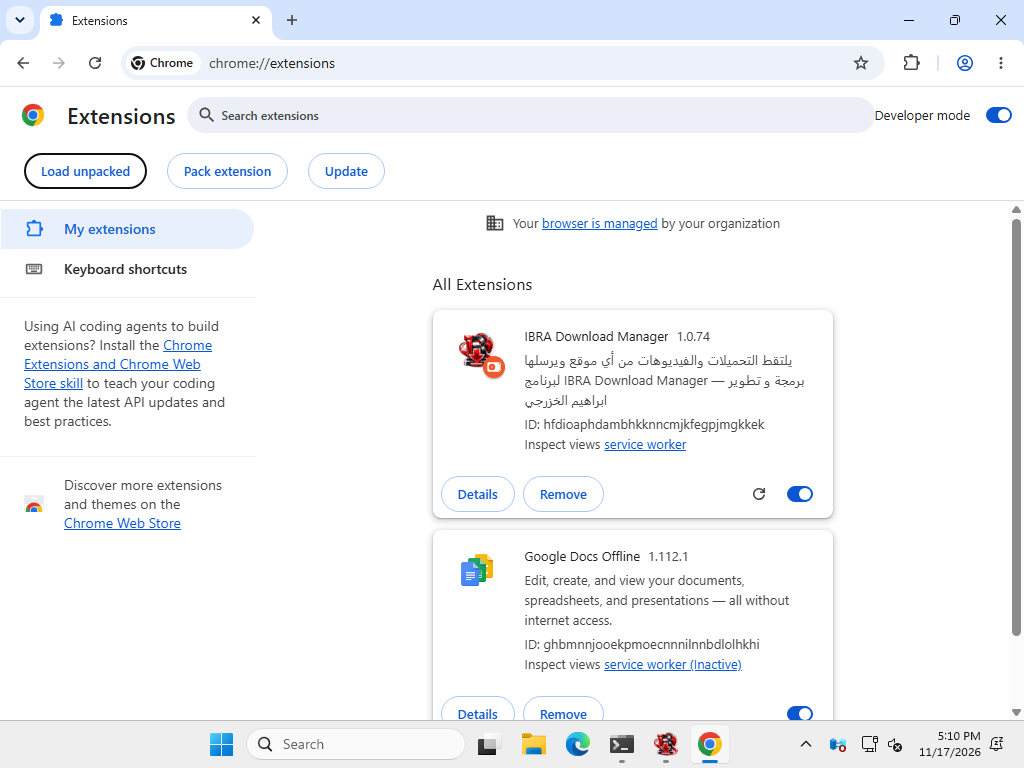 Extensions
Chrome
chrome://extensions
Extensions
Search extensions
Developer mode
Load unpacked
Pack extension
Update
My extensions
Keyboard shortcuts
Using AI coding agents to build
extensions? Install the Chrome
Extensions and Chrome Web
Store skill to teach your coding
agent the latest API updates and
best practices.
Discover more extensions
and themes on the
Chrome Web Store
Your browser is managed by your organization
All Extensions
IBRA Download Manager 1.0.74
يلتقط التحميلات والفيديوهات من أي موقع ويرسلها
لبرنامج IBRA Download Manager — برمجة و تطوير
ابراهيم الخزرجي
ID: hfdioaphdambhkknncmjkfegpjmgkkek
Inspect views service worker
Details
Remove
Google Docs Offline 1.112.1
Edit, create, and view your documents,
spreadsheets, and presentations — all without
internet access.
ID: ghbmnnjooekpmoecnnnilnnbdlolhkhi
Inspect views service worker (Inactive)
Details
Remove
Search
5:10 PM
11/17/2026